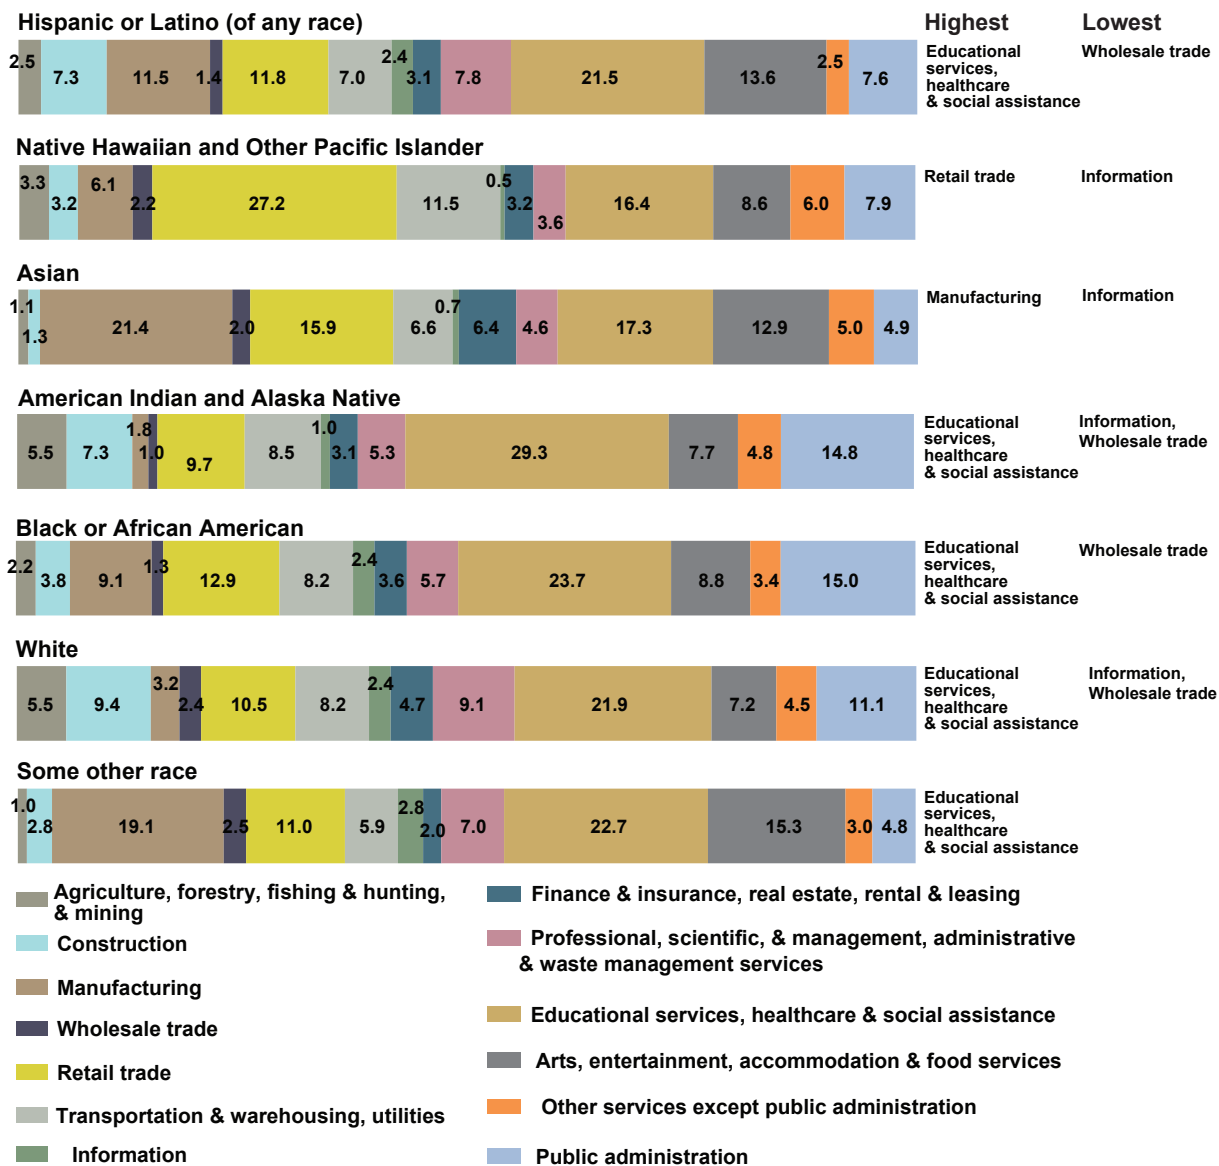 Hispanic or Latino (of any race)
Highest
Lowest
2.5 7.3 11.5 1.4 11.8 7.0 2.4 3.1 7.8 21.5 13.6 2.5 7.6
Educational
services,
healthcare
& social assistance
Wholesale trade
Native Hawaiian and Other Pacific Islander
3.3 3.2 6.1 2.2 27.2 11.5 0.5 3.2 3.6 16.4 8.6 6.0 7.9
Retail trade
Information
Asian
1.1 1.3 21.4 2.0 15.9 6.6 0.7 6.4 4.6 17.3 12.9 5.0 4.9
Manufacturing
Information
American Indian and Alaska Native
5.5 7.3 1.8 1.0 9.7 8.5 1.0 3.1 5.3 29.3 7.7 4.8 14.8
Educational
services,
healthcare
& social assistance
Information,
Wholesale trade
Black or African American
2.2 3.8 9.1 1.3 12.9 8.2 2.4 3.6 5.7 23.7 8.8 3.4 15.0
Educational
services,
healthcare
& social assistance
Wholesale trade
White
5.5 9.4 3.2 2.4 10.5 8.2 2.4 4.7 9.1 21.9 7.2 4.5 11.1
Educational
services,
healthcare
& social assistance
Information,
Wholesale trade
Some other race
1.0 2.8 19.1 2.5 11.0 5.9 2.8 2.0 7.0 22.7 15.3 3.0 4.8
Educational
services,
healthcare
& social assistance
Agriculture, forestry, fishing & hunting,
& mining
Construction
Manufacturing
Wholesale trade
Retail trade
Transportation & warehousing, utilities
Information
Finance & insurance, real estate, rental & leasing
Professional, scientific, & management, administrative
& waste management services
Educational services, healthcare & social assistance
Arts, entertainment, accommodation & food services
Other services except public administration
Public administration